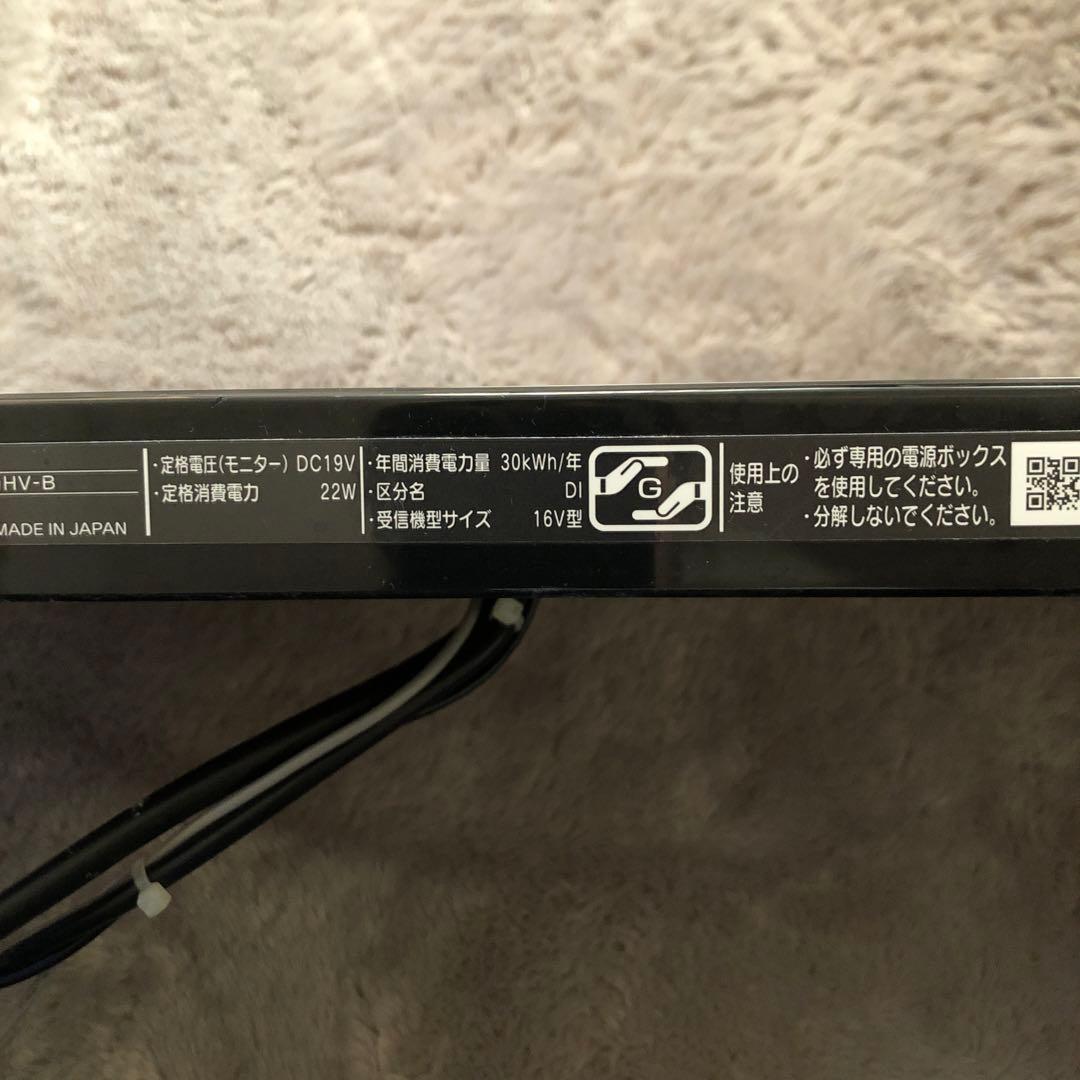 HV-B
MADE IN JAPAN
・定格電圧(モニター) DC19V
・定格消費電力 22W
・年間消費電力量 30kWh/年
・区分名 DI
・受信機型サイズ 16V型
G
使用上の
注意
・必ず専用の電源ボックス
を使用してください。
・分解しないでください。